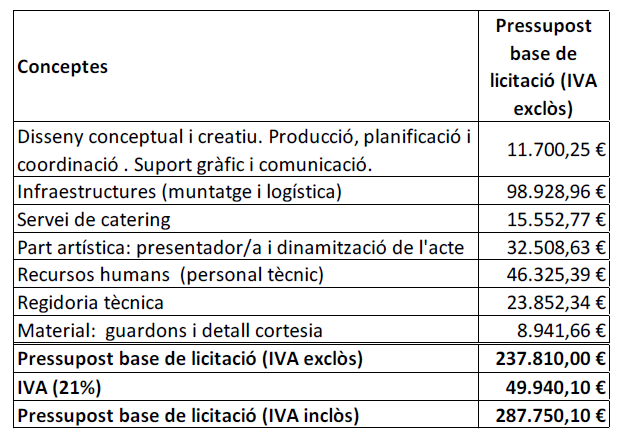 Conceptes
Pressupost
base de
licitació (IVA
exclòs)
Disseny conceptual i creatiu. Producció, planificació i
coordinació . Suport gràfic i comunicació.
11.700,25 €
Infraestructures (muntatge i logística) 98.928,96 €
Servei de catering 15.552,77 €
Part artística: presentador/a i dinamització de l'acte 32.508,63 €
Recursos humans  (personal tècnic) 46.325,39 €
Regidoria tècnica 23.852,34 €
Material:  guardons i detall cortesia 8.941,66 €
Pressupost base de licitació (IVA exclòs) 237.810,00 €
IVA (21%) 49.940,10 €
Pressupost base de licitació (IVA inclòs) 287.750,10 €